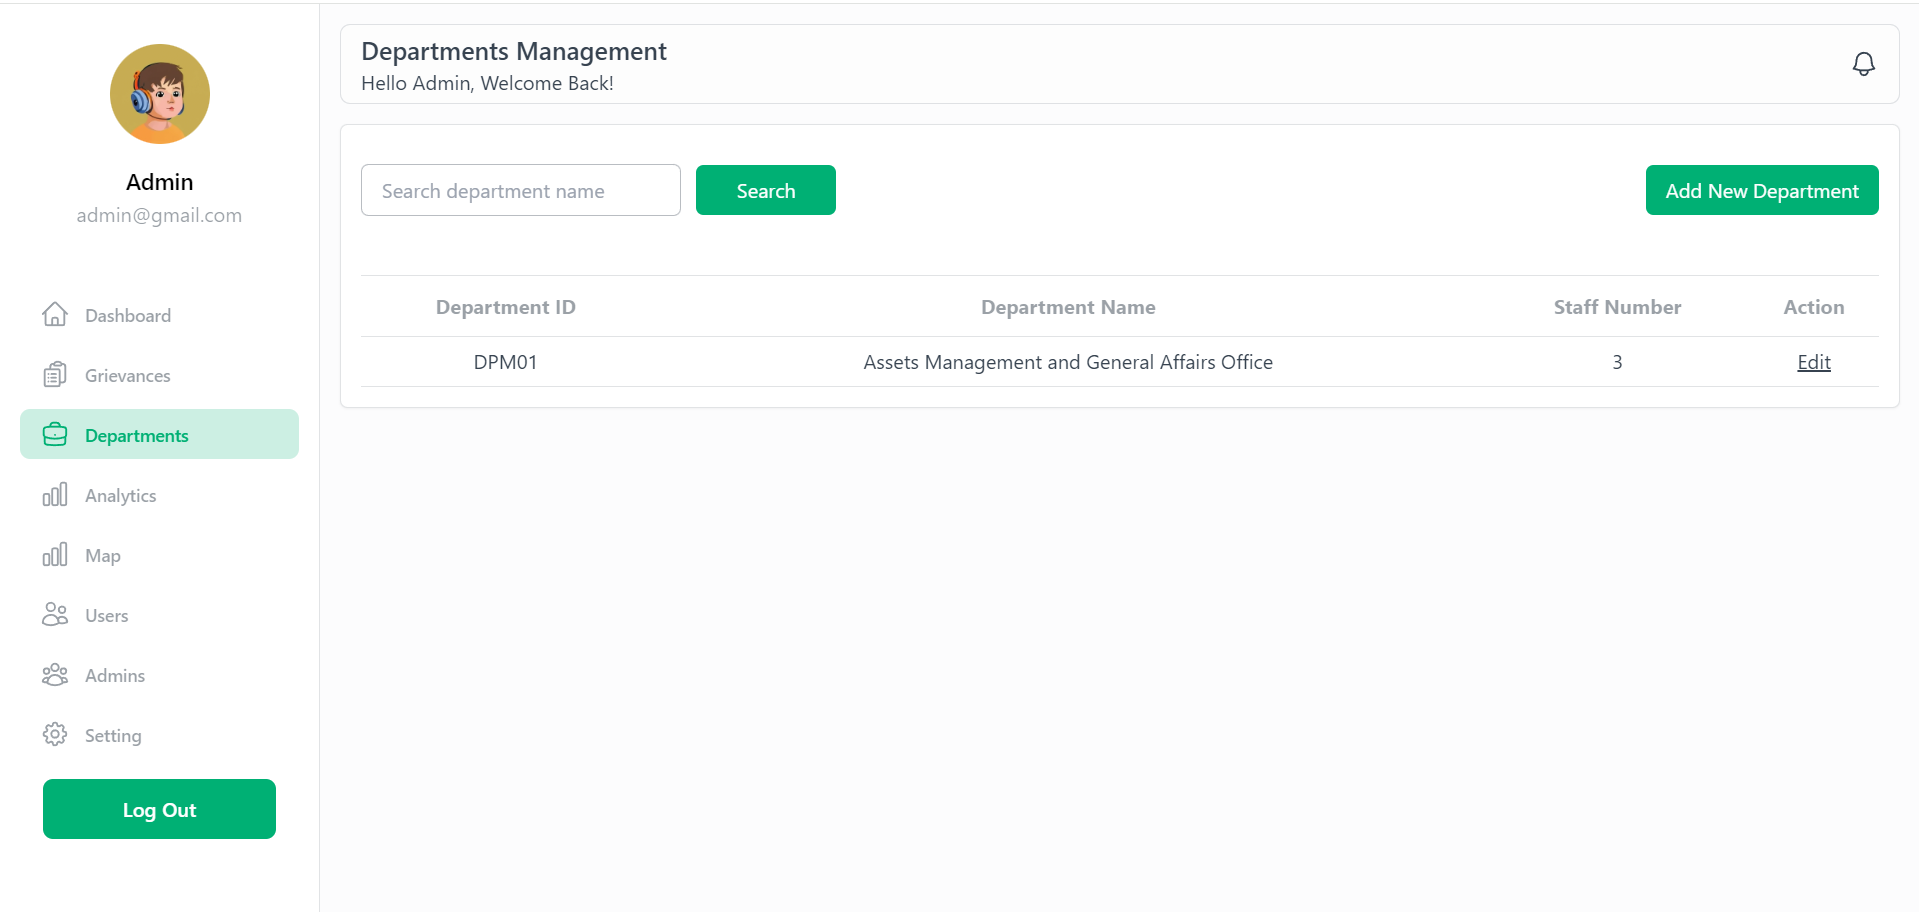 Admin
admin@gmail.com
Dashboard
Grievances
Departments
Analytics
Map
Users
Admins
Setting
Log Out
Departments Management
Hello Admin, Welcome Back!
Search department name
Search
Add New Department
Department ID Department Name Staff Number Action
DPM01 Assets Management and General Affairs Office 3 Edit